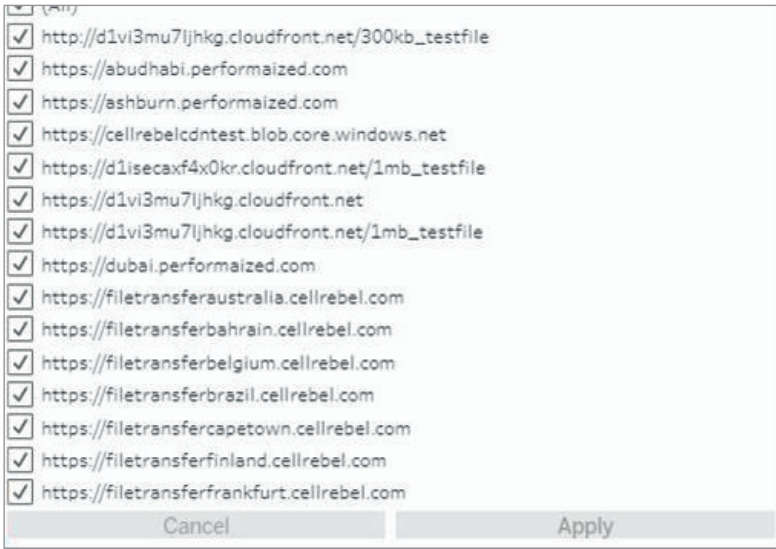 (All)
http://d1vi3mu7ljhkg.cloudfront.net/300kb_testfile
https://abudhabi.performaized.com
https://ashburn.performaized.com
https://cellrebelcdntest.blob.core.windows.net
https://d1isecaxf4x0kr.cloudfront.net/1mb_testfile
https://d1vi3mu7ljhkg.cloudfront.net
https://d1vi3mu7ljhkg.cloudfront.net/1mb_testfile
https://dubai.performaized.com
https://filetransferaustralia.cellrebel.com
https://filetransferbahrain.cellrebel.com
https://filetransferbelgium.cellrebel.com
https://filetransferbrazil.cellrebel.com
https://filetransfercapetown.cellrebel.com
https://filetransferfinland.cellrebel.com
https://filetransferfrankfurt.cellrebel.com
Cancel Apply